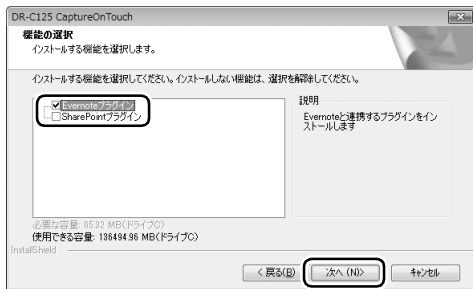 DR-C125 CaptureOnTouch
機能の選択
インストールする機能を選択します。
インストールする機能を選択してください。インストールしない機能は、選択を解除してください。
Evernoteプラグイン
SharePointプラグイン
説明
Evernoteと連携するプラグインをインストールします
必要な容量: 65.92 MB(ドライブC)
使用できる容量: 136494.96 MB(ドライブC)
InstallShield
< 戻る(B)
次へ (N)>
キャンセル